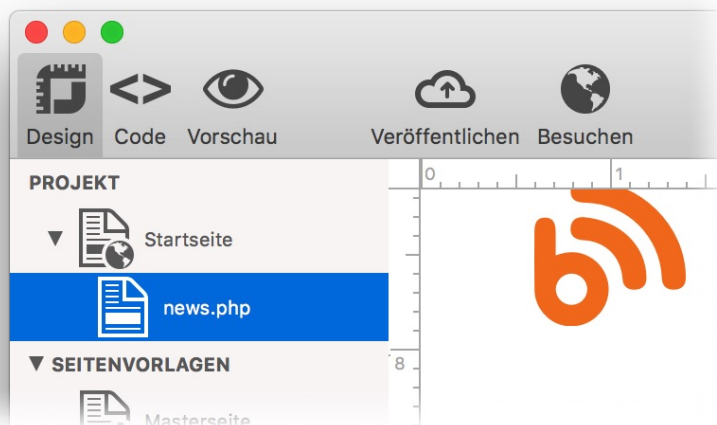 Design Code Vorschau Veröffentlichen Besuchen
PROJEKT
0 1
Startseite
news.php
SEITENVORLAGEN
8
Masterseite